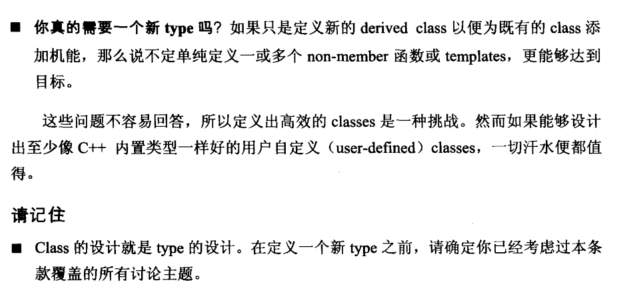 ■ 你真的需要一个新 type 吗？如果只是定义新的 derived class 以便为既有的 class 添
加机能，那么说不定单纯定义一或多个 non-member 函数或 templates，更能够达到
目标。
这些问题不容易回答，所以定义出高效的 classes 是一种挑战。然而如果能够设计
出至少像 C++ 内置类型一样好的用户自定义（user-defined）classes，一切汗水便都值
得。
请记住
■ Class 的设计就是 type 的设计。在定义一个新 type 之前，请确定你已经考虑过本条
款覆盖的所有讨论主题。